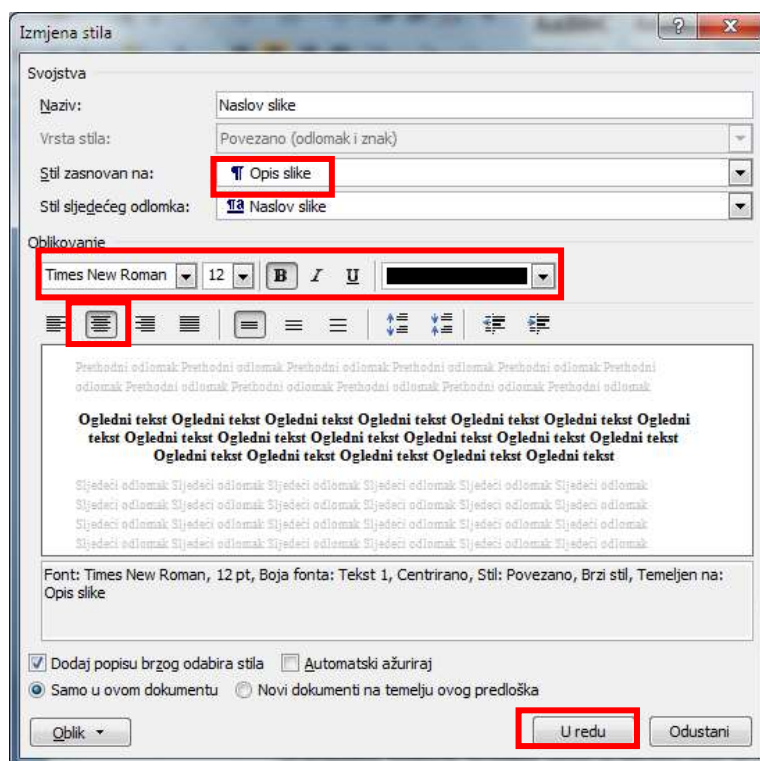 Izmjena stila
Svojstva
Naziv: Naslov slike
Vrsta stila: Povezano (odlomak i znak)
Stil zasnovan na: ¶ Opis slike
Stil sljedećeg odlomka: ¶a Naslov slike
Oblikovanje
Times New Roman 12 B I U
Prethodni odlomak Prethodni odlomak Prethodni odlomak Prethodni odlomak Prethodni odlomak Prethodni
odlomak Prethodni odlomak Prethodni odlomak Prethodni odlomak Prethodni odlomak Prethodni odlomak
Ogledni tekst Ogledni tekst Ogledni tekst Ogledni tekst Ogledni tekst Ogledni tekst Ogledni
tekst Ogledni tekst Ogledni tekst Ogledni tekst Ogledni tekst Ogledni tekst Ogledni tekst
Ogledni tekst Ogledni tekst Ogledni tekst Ogledni tekst Ogledni tekst
Sljedeći odlomak Sljedeći odlomak Sljedeći odlomak Sljedeći odlomak Sljedeći odlomak Sljedeći odlomak
Sljedeći odlomak Sljedeći odlomak Sljedeći odlomak Sljedeći odlomak Sljedeći odlomak Sljedeći odlomak
Sljedeći odlomak Sljedeći odlomak Sljedeći odlomak Sljedeći odlomak Sljedeći odlomak Sljedeći odlomak
Sljedeći odlomak Sljedeći odlomak Sljedeći odlomak Sljedeći odlomak Sljedeći odlomak Sljedeći odlomak
Font: Times New Roman, 12 pt, Boja fonta: Tekst 1, Centrirano, Stil: Povezano, Brzi stil, Temeljen na:
Opis slike
Dodaj popisu brzog odabira stila Automatski ažuriraj
Samo u ovom dokumentu Novi dokumenti na temelju ovog predloška
Oblik U redu Odustani